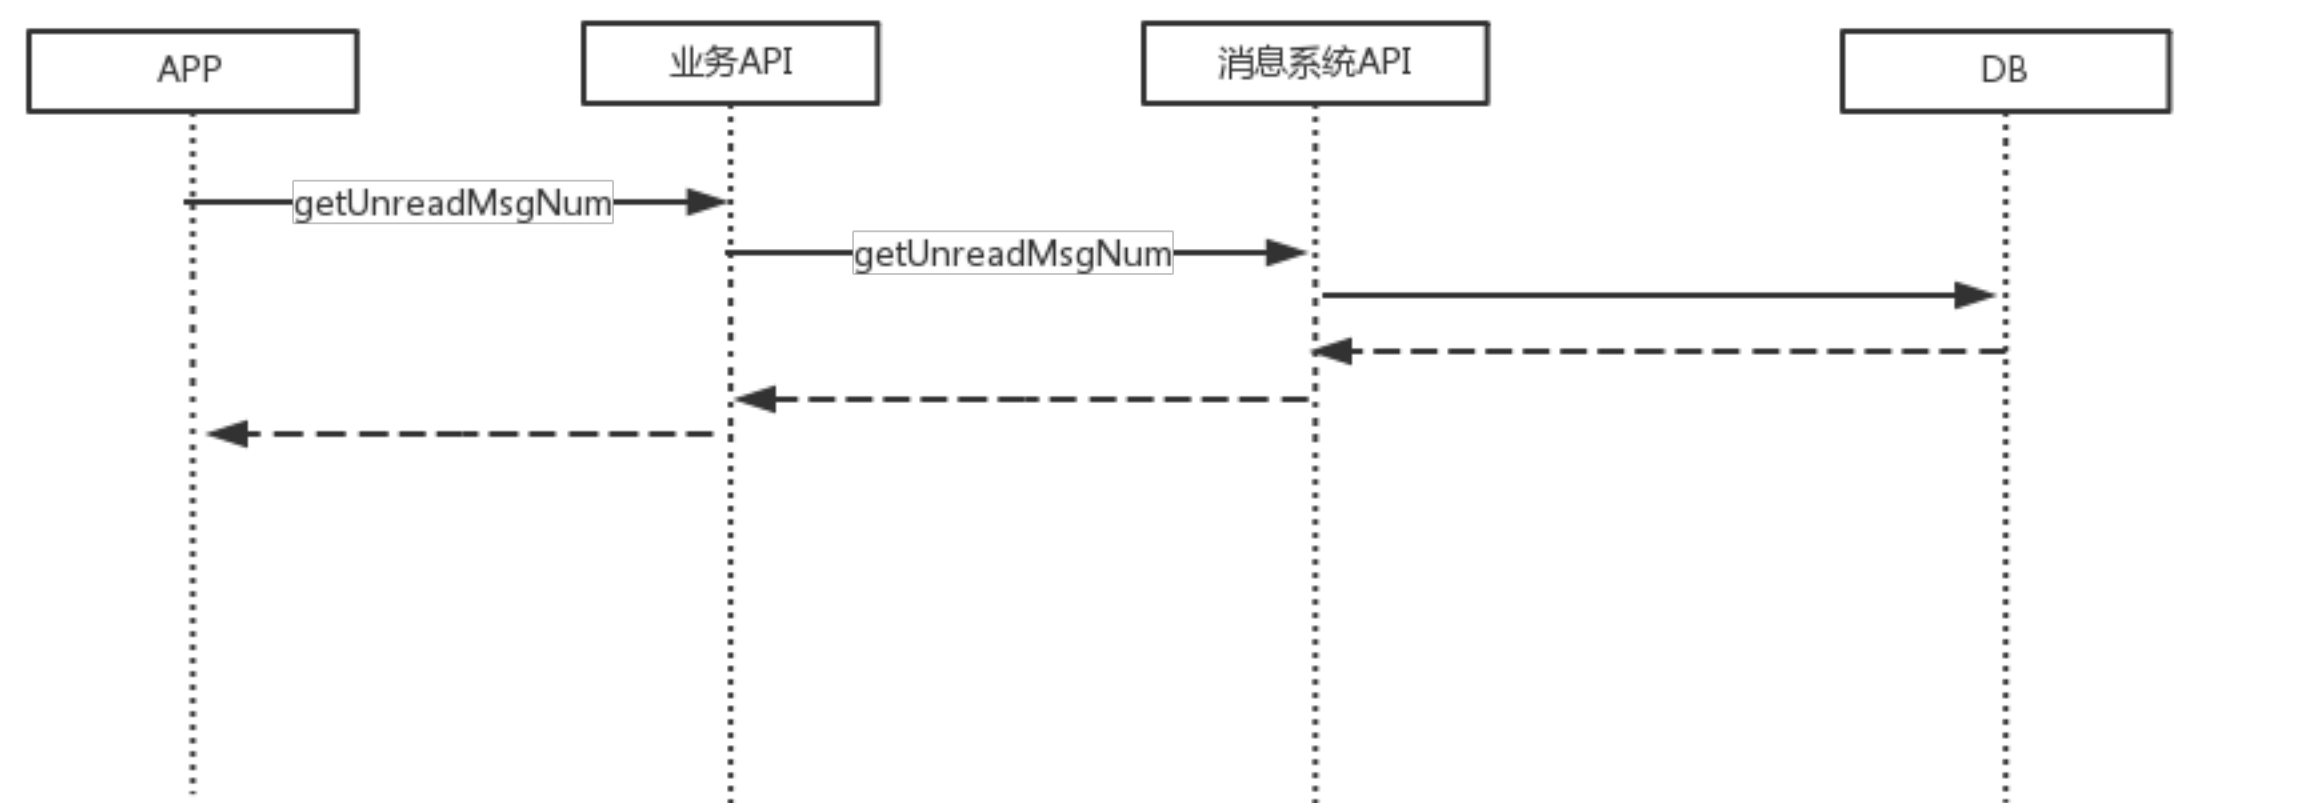 APP
业务API
消息系统API
DB
getUnreadMsgNum
getUnreadMsgNum